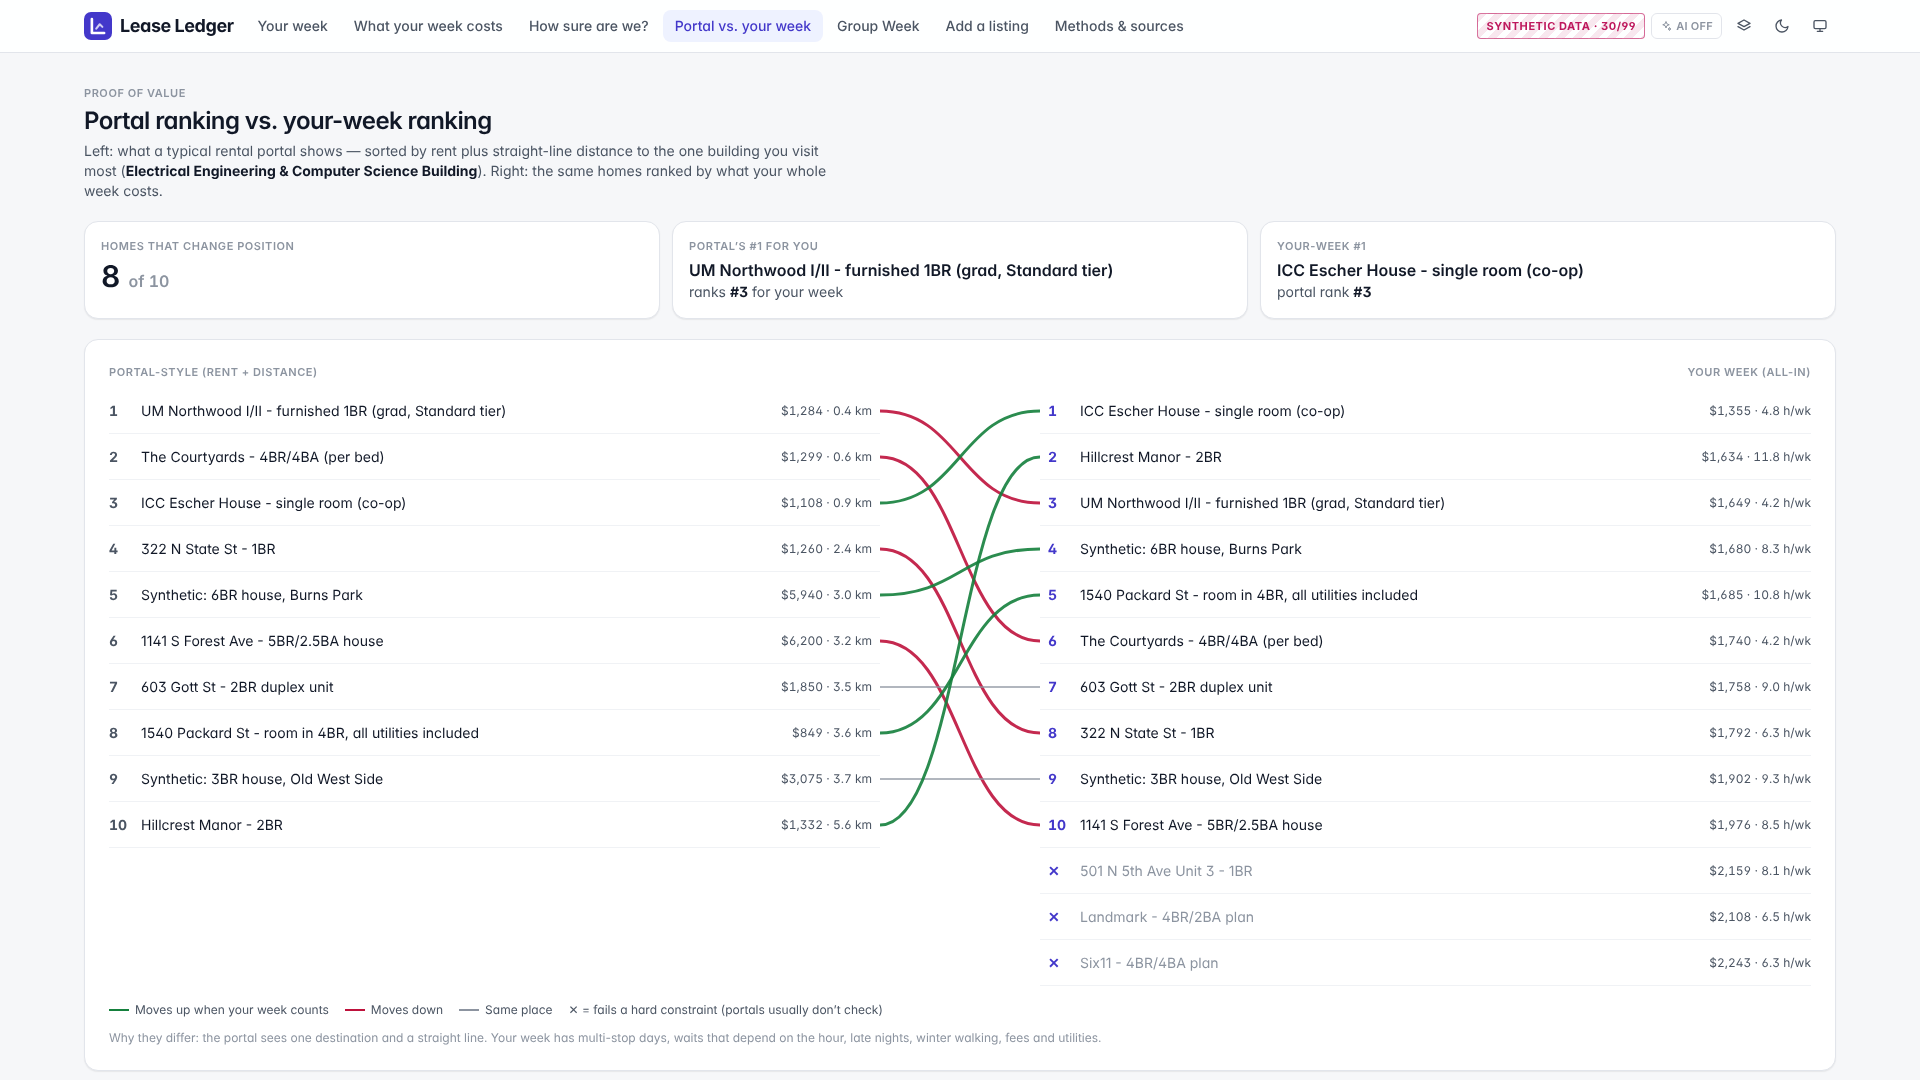 Lease Ledger
Your week
What your week costs
How sure are we?
Portal vs. your week
Group Week
Add a listing
Methods & sources
SYNTHETIC DATA · 30/99
AI OFF
PROOF OF VALUE
Portal ranking vs. your-week ranking
Left: what a typical rental portal shows — sorted by rent plus straight-line distance to the one building you visit
most (Electrical Engineering & Computer Science Building). Right: the same homes ranked by what your whole
week costs.
HOMES THAT CHANGE POSITION
8 of 10
PORTAL'S #1 FOR YOU
UM Northwood I/II - furnished 1BR (grad, Standard tier)
ranks #3 for your week
YOUR-WEEK #1
ICC Escher House - single room (co-op)
portal rank #3
PORTAL-STYLE (RENT + DISTANCE)
1 UM Northwood I/II - furnished 1BR (grad, Standard tier) $1,284 · 0.4 km
2 The Courtyards - 4BR/4BA (per bed) $1,299 · 0.6 km
3 ICC Escher House - single room (co-op) $1,108 · 0.9 km
4 322 N State St - 1BR $1,260 · 2.4 km
5 Synthetic: 6BR house, Burns Park $5,940 · 3.0 km
6 1141 S Forest Ave - 5BR/2.5BA house $6,200 · 3.2 km
7 603 Gott St - 2BR duplex unit $1,850 · 3.5 km
8 1540 Packard St - room in 4BR, all utilities included $849 · 3.6 km
9 Synthetic: 3BR house, Old West Side $3,075 · 3.7 km
10 Hillcrest Manor - 2BR $1,332 · 5.6 km
YOUR WEEK (ALL-IN)
1 ICC Escher House - single room (co-op) $1,355 · 4.8 h/wk
2 Hillcrest Manor - 2BR $1,634 · 11.8 h/wk
3 UM Northwood I/II - furnished 1BR (grad, Standard tier) $1,649 · 4.2 h/wk
4 Synthetic: 6BR house, Burns Park $1,680 · 8.3 h/wk
5 1540 Packard St - room in 4BR, all utilities included $1,685 · 10.8 h/wk
6 The Courtyards - 4BR/4BA (per bed) $1,740 · 4.2 h/wk
7 603 Gott St - 2BR duplex unit $1,758 · 9.0 h/wk
8 322 N State St - 1BR $1,792 · 6.3 h/wk
9 Synthetic: 3BR house, Old West Side $1,902 · 9.3 h/wk
10 1141 S Forest Ave - 5BR/2.5BA house $1,976 · 8.5 h/wk
✕ 501 N 5th Ave Unit 3 - 1BR $2,159 · 8.1 h/wk
✕ Landmark - 4BR/2BA plan $2,108 · 6.5 h/wk
✕ Six11 - 4BR/4BA plan $2,243 · 6.3 h/wk
Moves up when your week counts
Moves down
Same place
✕ = fails a hard constraint (portals usually don't check)
Why they differ: the portal sees one destination and a straight line. Your week has multi-stop days, waits that depend on the hour, late nights, winter walking, fees and utilities.